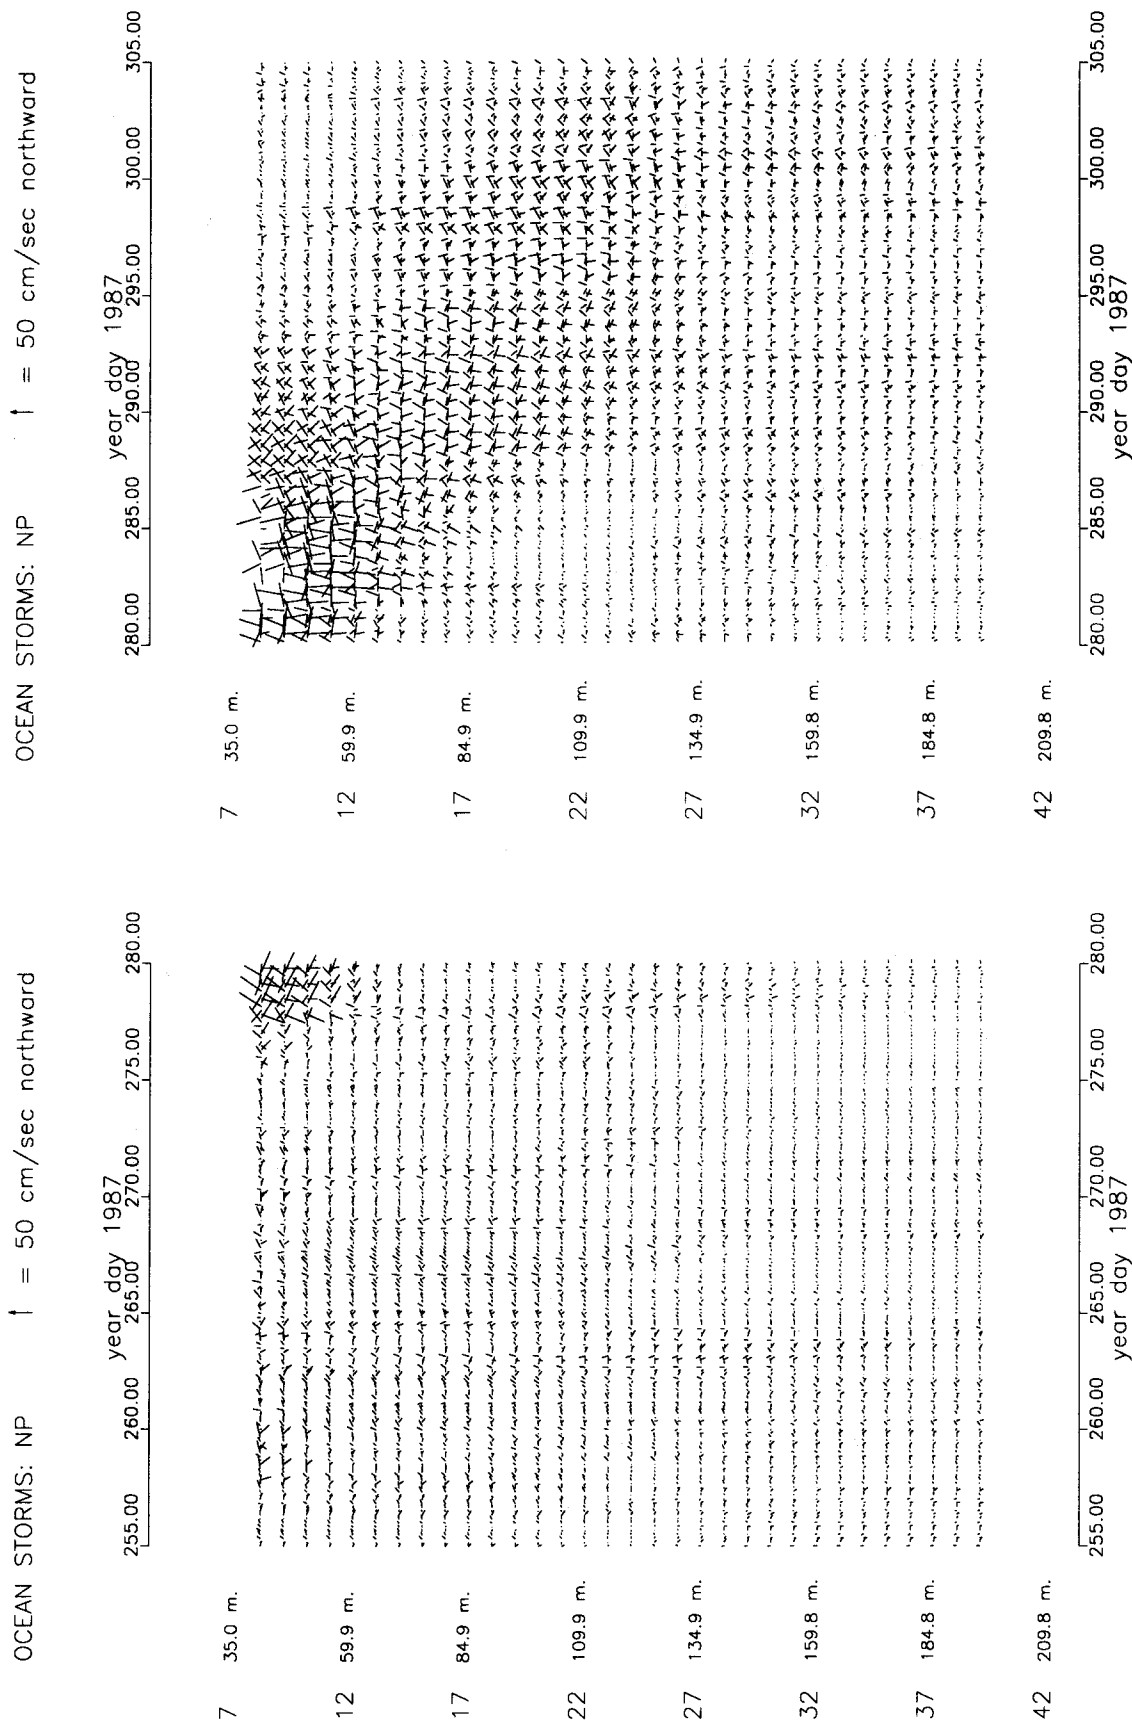 OCEAN STORMS: NP ↑ = 50 cm/sec northward
year day 1987
255.00 260.00 265.00 270.00 275.00 280.00
7 35.0 m.
12 59.9 m.
17 84.9 m.
22 109.9 m.
27 134.9 m.
32 159.8 m.
37 184.8 m.
42 209.8 m.
255.00 260.00 265.00 270.00 275.00 280.00
year day 1987
OCEAN STORMS: NP ↑ = 50 cm/sec northward
year day 1987
280.00 285.00 290.00 295.00 300.00 305.00
7 35.0 m.
12 59.9 m.
17 84.9 m.
22 109.9 m.
27 134.9 m.
32 159.8 m.
37 184.8 m.
42 209.8 m.
280.00 285.00 290.00 295.00 300.00 305.00
year day 1987